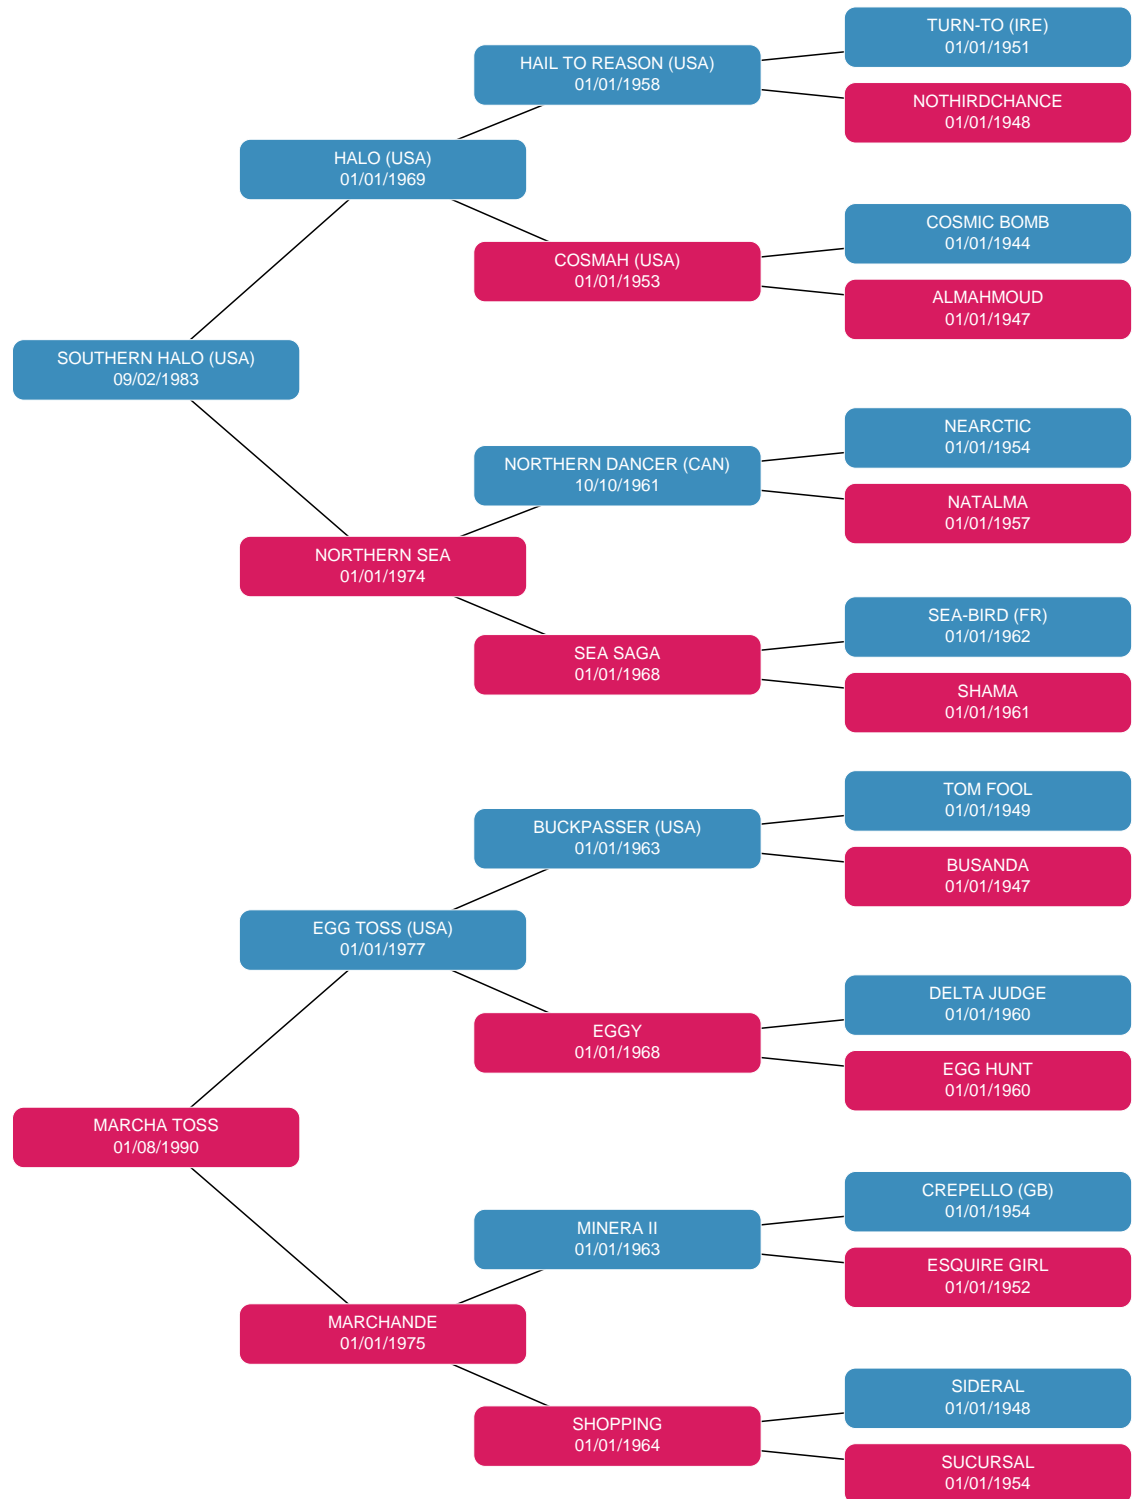 TURN-TO (IRE)
01/01/1951
HAIL TO REASON (USA)
01/01/1958
NOTHIRDCHANCE
01/01/1948
HALO (USA)
01/01/1969
COSMIC BOMB
01/01/1944
COSMAH (USA)
01/01/1953
ALMAHMOUD
01/01/1947
SOUTHERN HALO (USA)
09/02/1983
NEARCTIC
01/01/1954
NORTHERN DANCER (CAN)
10/10/1961
NATALMA
01/01/1957
NORTHERN SEA
01/01/1974
SEA-BIRD (FR)
01/01/1962
SEA SAGA
01/01/1968
SHAMA
01/01/1961
TOM FOOL
01/01/1949
BUCKPASSER (USA)
01/01/1963
BUSANDA
01/01/1947
EGG TOSS (USA)
01/01/1977
DELTA JUDGE
01/01/1960
EGGY
01/01/1968
EGG HUNT
01/01/1960
MARCHA TOSS
01/08/1990
CREPELLO (GB)
01/01/1954
MINERA II
01/01/1963
ESQUIRE GIRL
01/01/1952
MARCHANDE
01/01/1975
SIDERAL
01/01/1948
SHOPPING
01/01/1964
SUCURSAL
01/01/1954